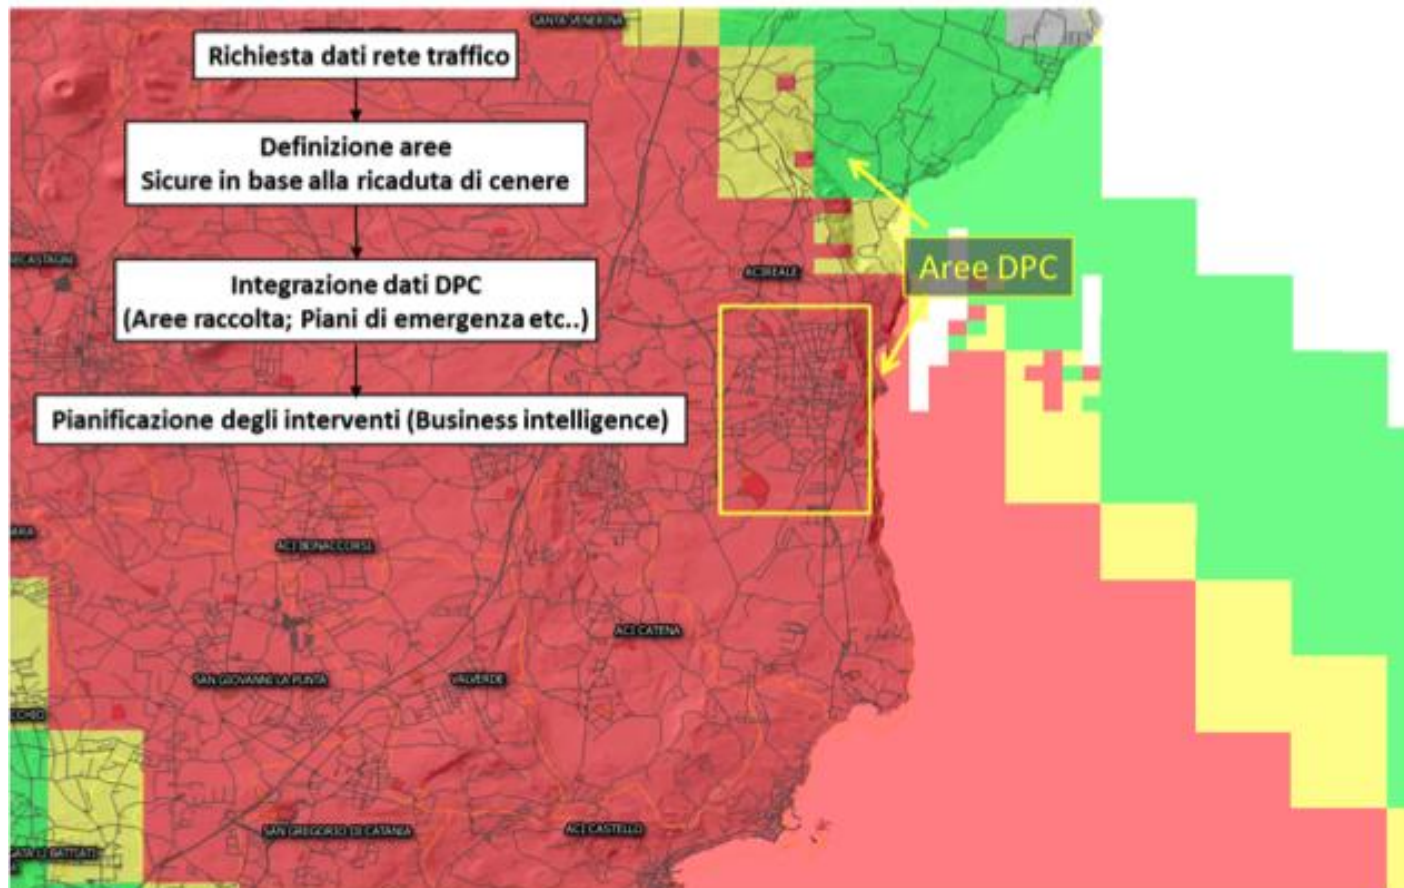 SANTA VENERINA
Richiesta dati rete traffico
Definizione aree
Sicure in base alla ricaduta di cenere
Integrazione dati DPC
(Aree raccolta; Piani di emergenza etc..)
Pianificazione degli interventi (Business intelligence)
Aree DPC
ACIREALE
ACI BONACCORSI
ACI CATENA
SAN GIOVANNI LA PUNTA
VALVERDE
SAN GREGORIO DI CATANIA
ACI CASTELLO